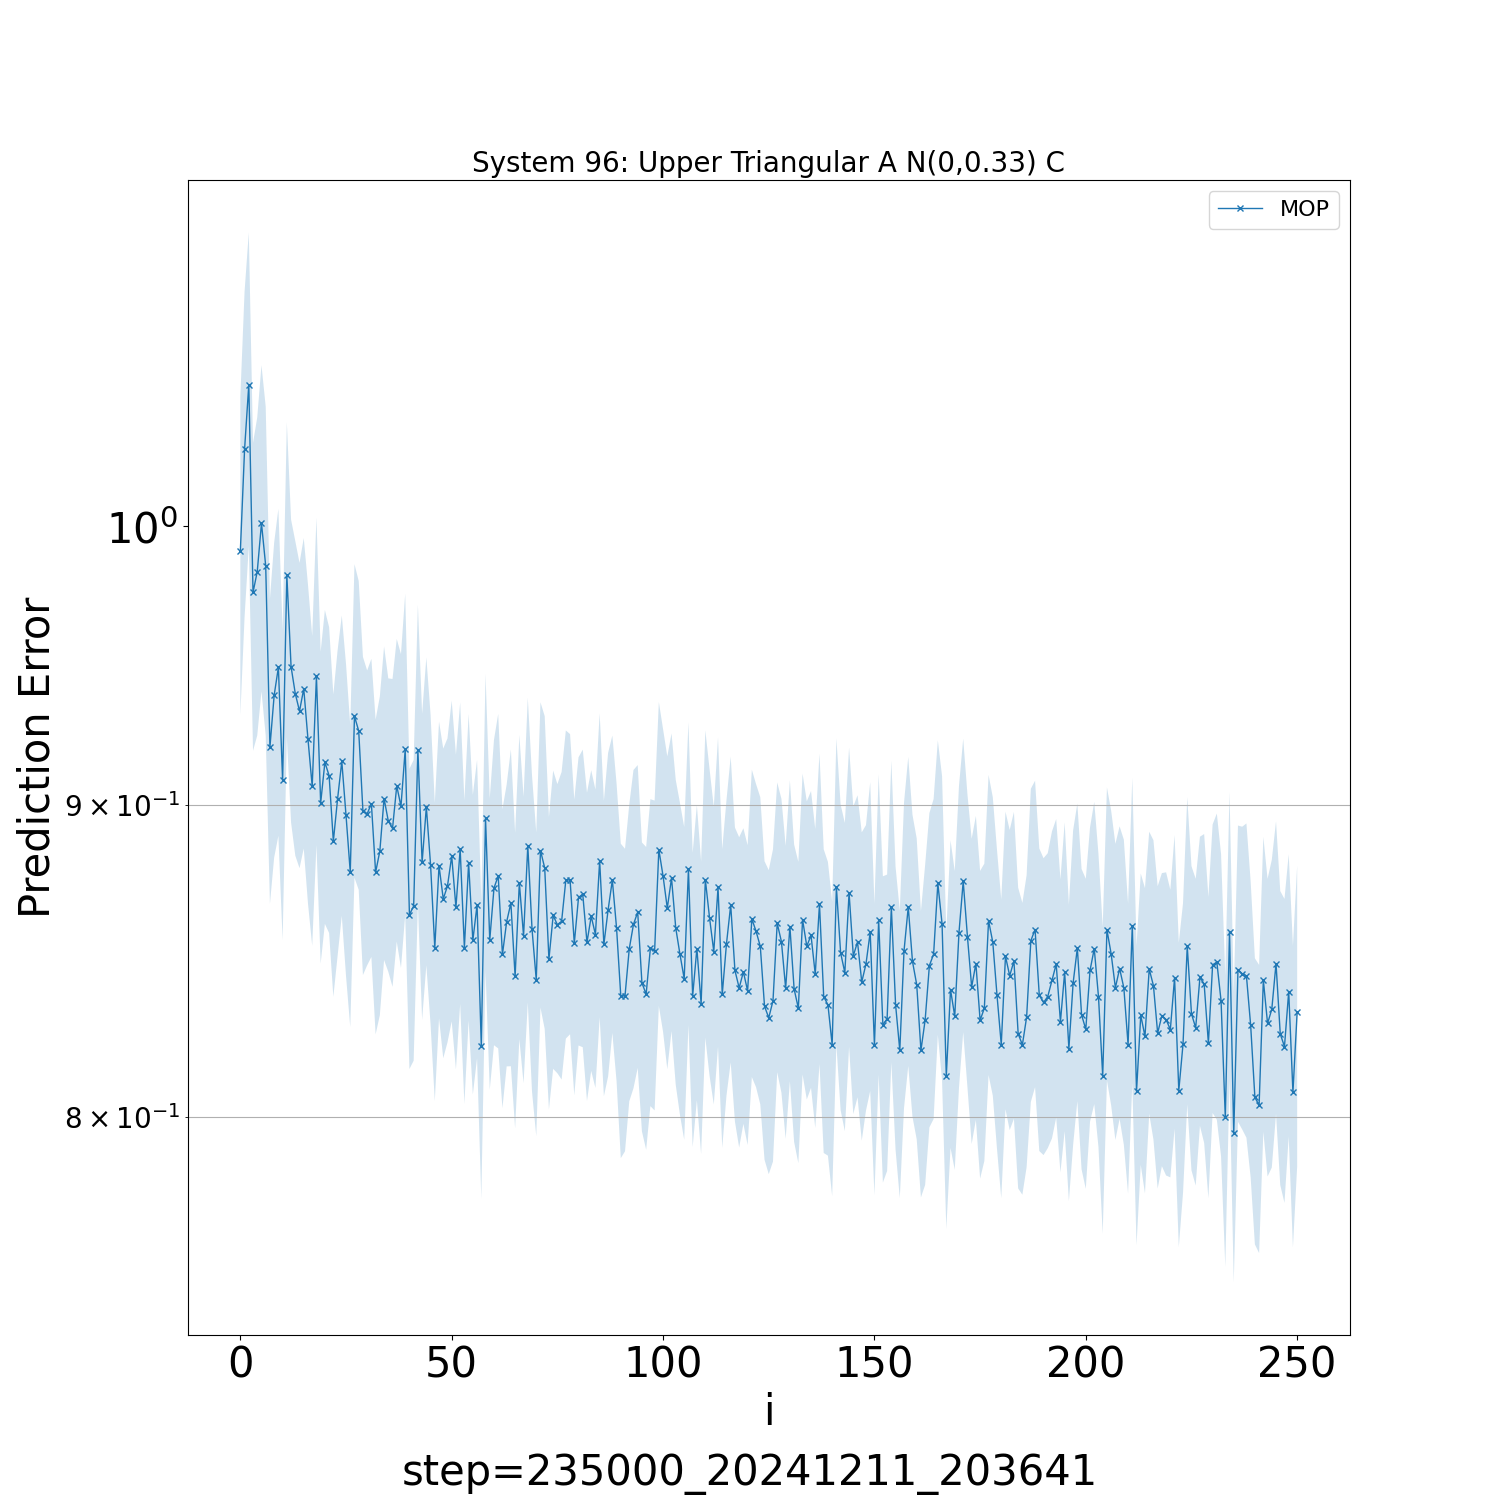 System 96: Upper Triangular A N(0,0.33) C
MOP
10⁰
9 × 10⁻¹
8 × 10⁻¹
Prediction Error
0 50 100 150 200 250
i
step=235000_20241211_203641